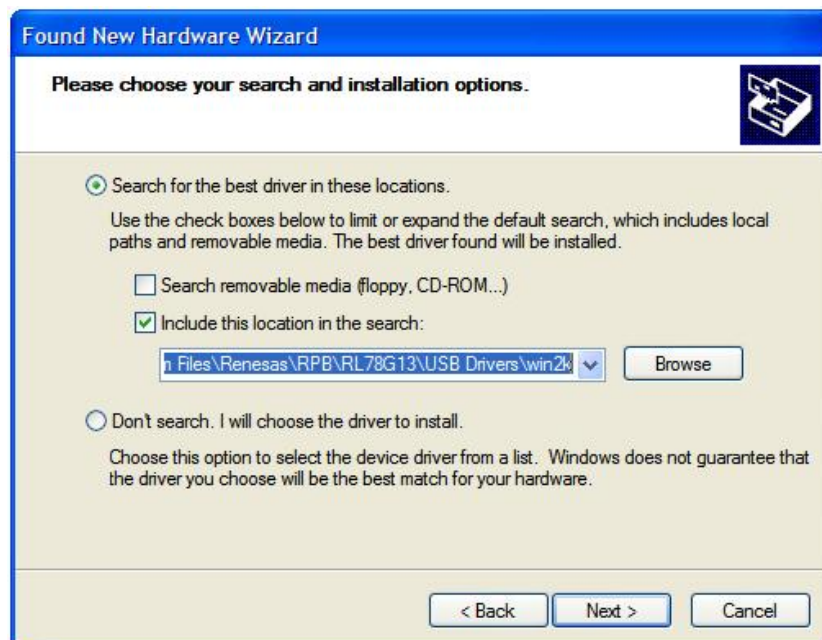 Found New Hardware Wizard
Please choose your search and installation options.
Search for the best driver in these locations.
Use the check boxes below to limit or expand the default search, which includes local
paths and removable media. The best driver found will be installed.
Search removable media (floppy, CD-ROM...)
Include this location in the search:
n Files\Renesas\RPB\RL78G13\USB Drivers\win2k
Browse
Don't search. I will choose the driver to install.
Choose this option to select the device driver from a list. Windows does not guarantee that
the driver you choose will be the best match for your hardware.
< Back
Next >
Cancel